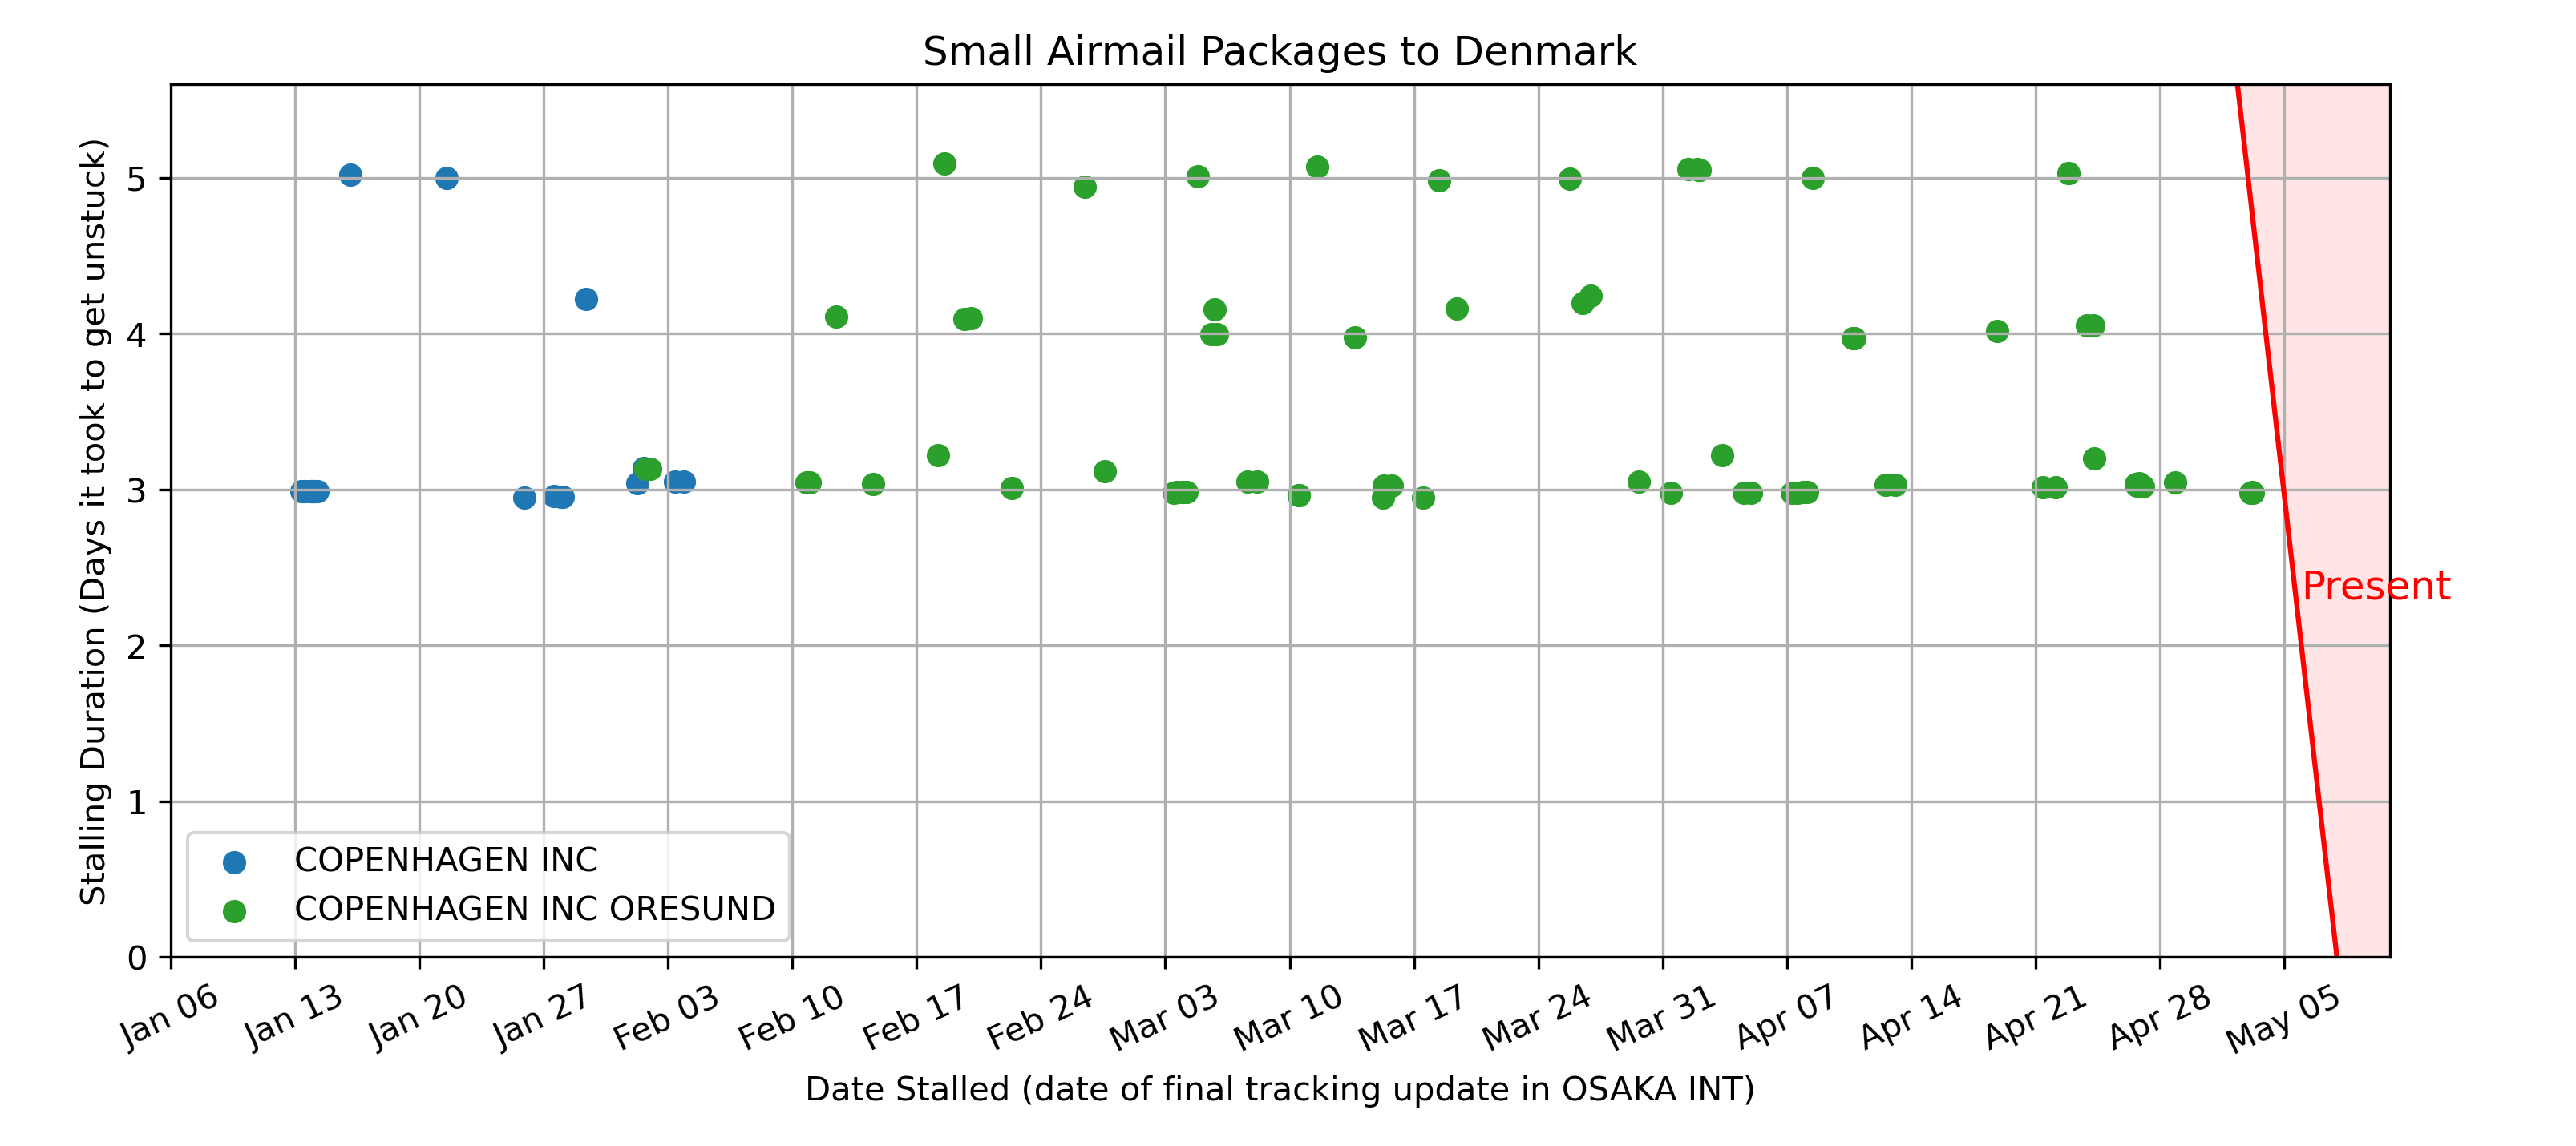 Small Airmail Packages to Denmark
Stalling Duration (Days it took to get unstuck)
5
4
3
2
1
0
Present
COPENHAGEN INC
COPENHAGEN INC ORESUND
Jan 06
Jan 13
Jan 20
Jan 27
Feb 03
Feb 10
Feb 17
Feb 24
Mar 03
Mar 10
Mar 17
Mar 24
Mar 31
Apr 07
Apr 14
Apr 21
Apr 28
May 05
Date Stalled (date of final tracking update in OSAKA INT)